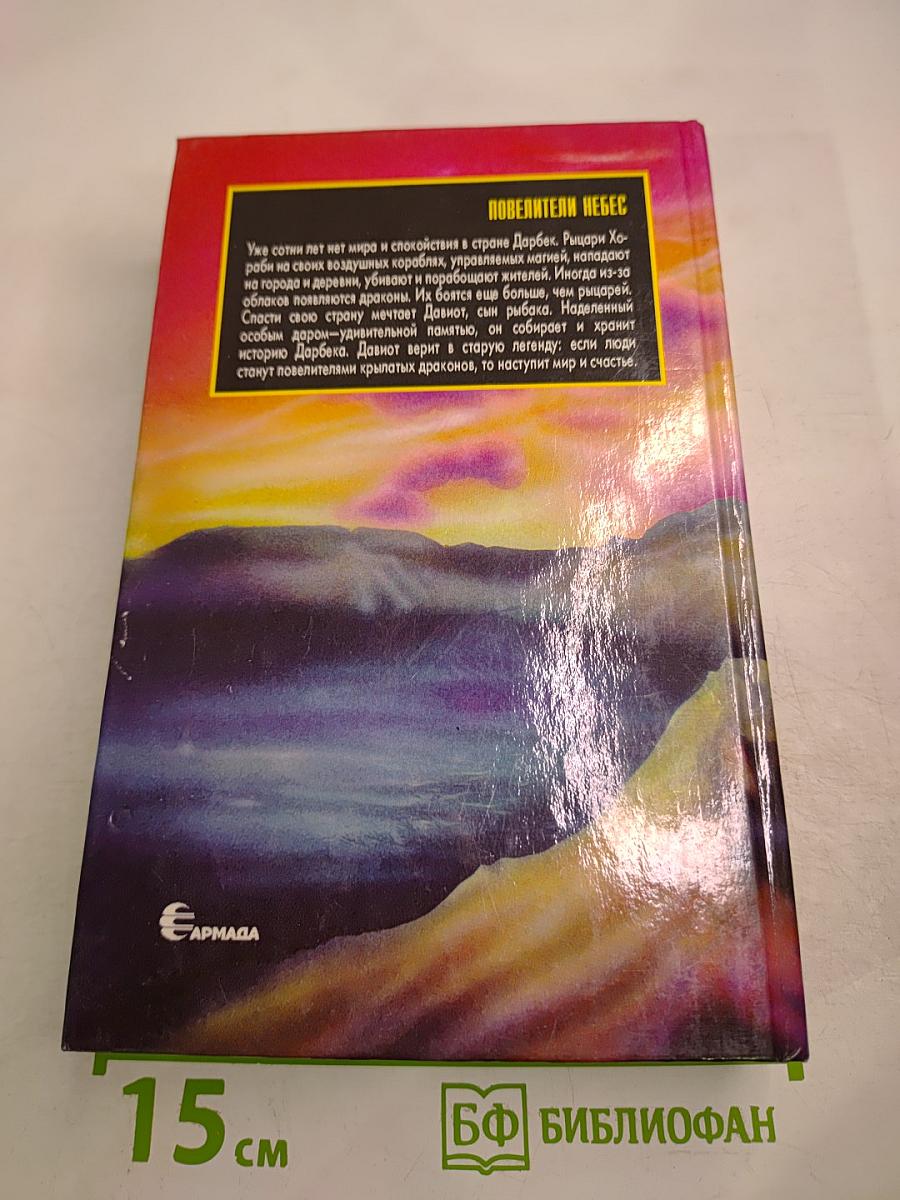 ПОВЕЛИТЕЛИ НЕБЕС
Уже сотни лет нет мира и спокойствия в стране Дарбек. Рыцари Хо-
раби на своих воздушных кораблях, управляемых магией, нападают
на города и деревни, убивают и порабощают жителей. Иногда из-за
облаков появляются драконы. Их боятся еще больше, чем рыцарей.
Спасти свою страну мечтает Давиот, сын рыбака. Наделенный
особым даром—удивительной памятью, он собирает и хранит
историю Дарбека. Давиот верит в старую легенду: если люди
станут повелителями крылатых драконов, то наступит мир и счастье.
АРМАДА
15 см
БФ БИБЛИОФАН